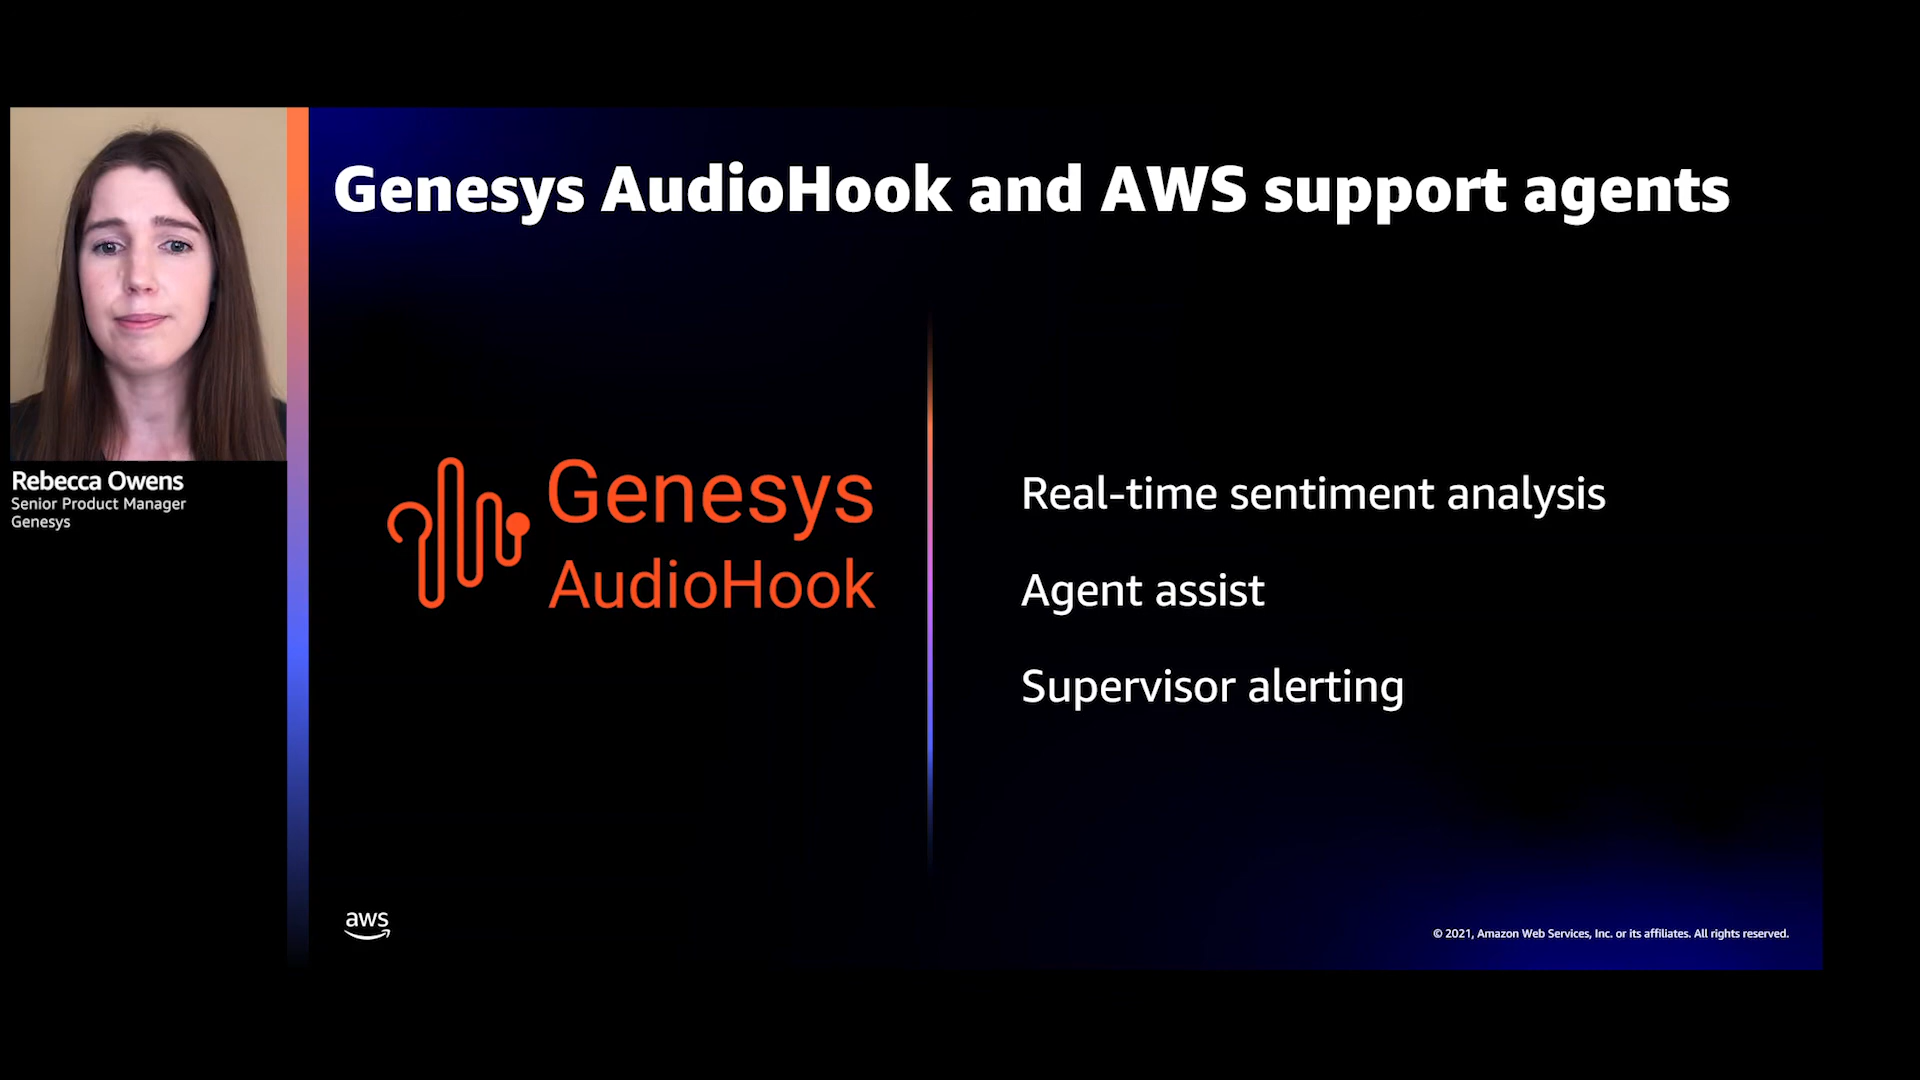 Genesys AudioHook and AWS support agents
Rebecca Owens
Senior Product Manager
Genesys
Genesys
AudioHook
Real-time sentiment analysis
Agent assist
Supervisor alerting
aws
© 2021, Amazon Web Services, Inc. or its affiliates. All rights reserved.